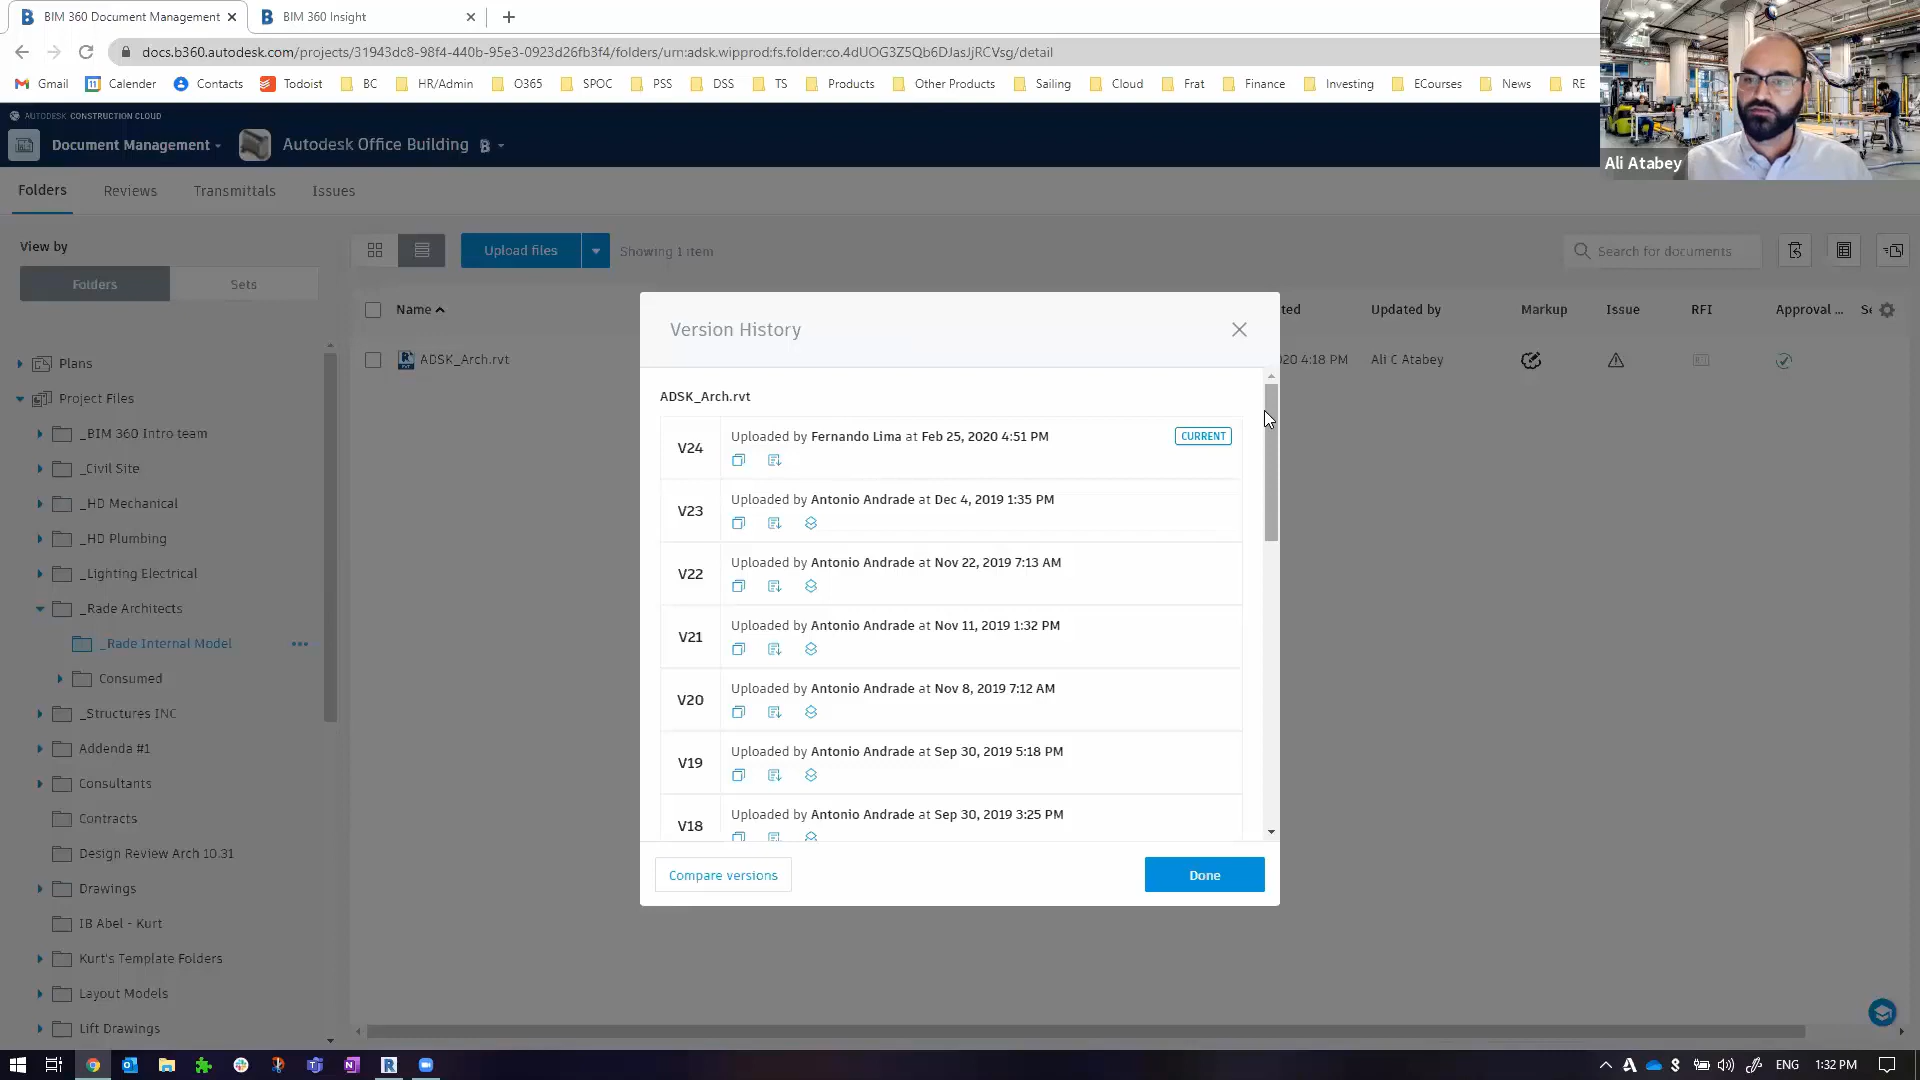 BIM 360 Document Management
BIM 360 Insight
docs.b360.autodesk.com/projects/31943dc8-98f4-440b-95e3-0923d26fb3f4/folders/urn:adsk.wipprod:fs.folder:co.4dUOG3Z5Qb6DJasJjRCVsg/detail
Gmail
Calender
Contacts
Todoist
BC
HR/Admin
O365
SPOC
PSS
DSS
TS
Products
Other Products
Sailing
Cloud
Frat
Finance
Investing
ECourses
News
RE
AUTODESK CONSTRUCTION CLOUD
Document Management
Autodesk Office Building
Ali Atabey
Folders
Reviews
Transmittals
Issues
View by
Upload files
Showing 1 item
Search for documents
Folders
Sets
Name
ted
Updated by
Markup
Issue
RFI
Approval ...
Se
ADSK_Arch.rvt
20 4:18 PM
Ali C Atabey
Plans
Project Files
_BIM 360 Intro team
_Civil Site
_HD Mechanical
_HD Plumbing
_Lighting Electrical
_Rade Architects
_Rade Internal Model
Consumed
_Structures INC
Addenda #1
Consultants
Contracts
Design Review Arch 10.31
Drawings
IB Abel - Kurt
Kurt's Template Folders
Layout Models
Lift Drawings
Version History
ADSK_Arch.rvt
V24
Uploaded by Fernando Lima at Feb 25, 2020 4:51 PM
CURRENT
V23
Uploaded by Antonio Andrade at Dec 4, 2019 1:35 PM
V22
Uploaded by Antonio Andrade at Nov 22, 2019 7:13 AM
V21
Uploaded by Antonio Andrade at Nov 11, 2019 1:32 PM
V20
Uploaded by Antonio Andrade at Nov 8, 2019 7:12 AM
V19
Uploaded by Antonio Andrade at Sep 30, 2019 5:18 PM
V18
Uploaded by Antonio Andrade at Sep 30, 2019 3:25 PM
Compare versions
Done
ENG
1:32 PM